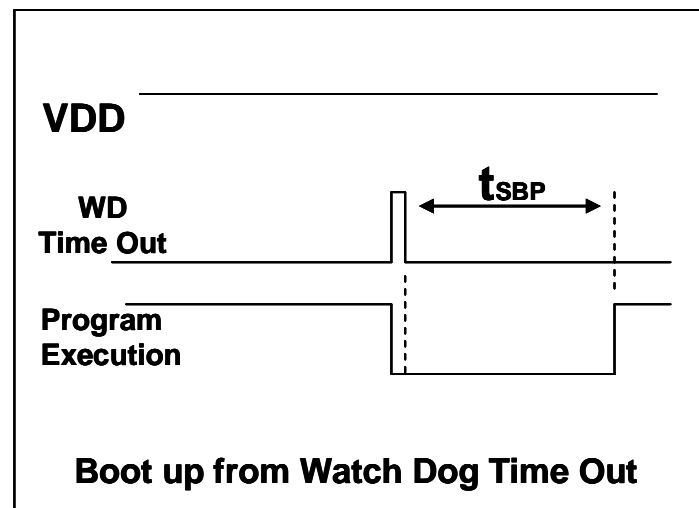 VDD
tSBP
WD
Time Out
Program
Execution
Boot up from Watch Dog Time Out